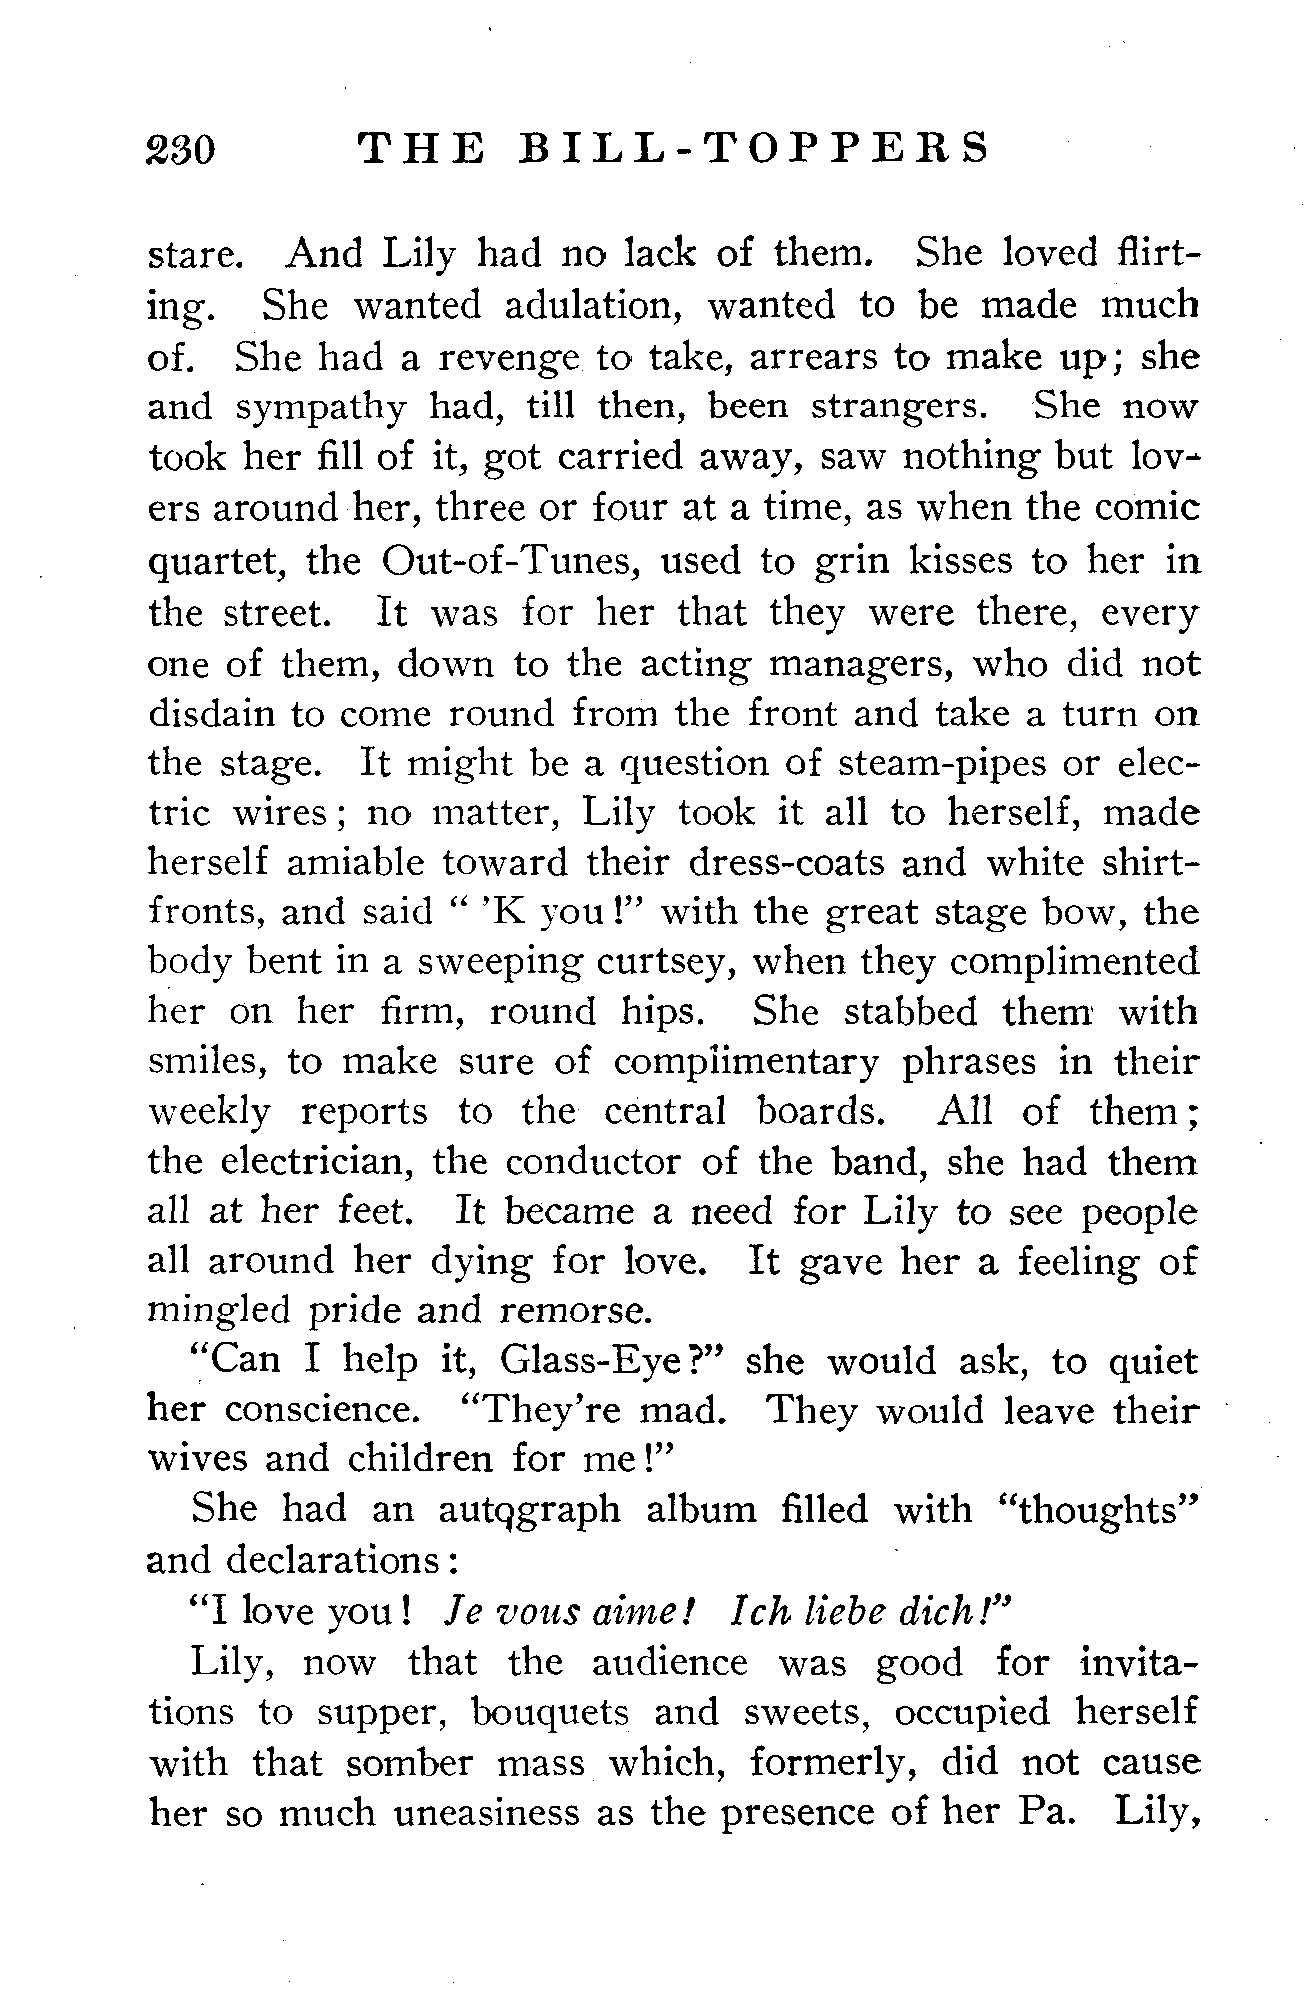 230 THE BILL-TOPPERS
stare. And Lily had no lack of them. She loved flirt-
ing. She wanted adulation, wanted to be made much
of. She had a revenge to take, arrears to make up; she
and sympathy had, till then, been strangers. She now
took her fill of it, got carried away, saw nothing but lov-
ers around her, three or four at a time, as when the comic
quartet, the Out-of-Tunes, used to grin kisses to her in
the street. It was for her that they were there, every
one of them, down to the acting managers, who did not
disdain to come round from the front and take a turn on
the stage. It might be a question of steam-pipes or elec-
tric wires; no matter, Lily took it all to herself, made
herself amiable toward their dress-coats and white shirt-
fronts, and said " 'K you!" with the great stage bow, the
body bent in a sweeping curtsey, when they complimented
her on her firm, round hips. She stabbed them with
smiles, to make sure of complimentary phrases in their
weekly reports to the central boards. All of them;
the electrician, the conductor of the band, she had them
all at her feet. It became a need for Lily to see people
all around her dying for love. It gave her a feeling of
mingled pride and remorse.
"Can I help it, Glass-Eye?" she would ask, to quiet
her conscience. "They're mad. They would leave their
wives and children for me!"
She had an autograph album filled with "thoughts"
and declarations:
"I love you! Je vous aime! Ich liebe dich!"
Lily, now that the audience was good for invita-
tions to supper, bouquets and sweets, occupied herself
with that somber mass which, formerly, did not cause
her so much uneasiness as the presence of her Pa. Lily,